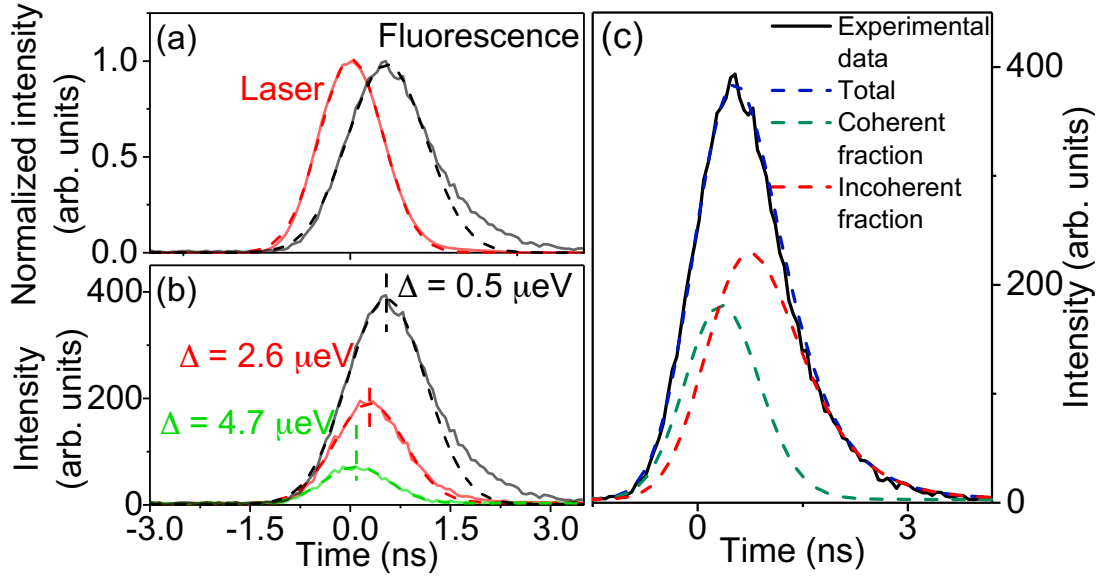 (a)
Fluorescence
Laser
1.0
0.5
0.0
Normalized intensity
(arb. units)
(b)
Δ = 0.5 μeV
Δ = 2.6 μeV
Δ = 4.7 μeV
400
200
0
Intensity
(arb. units)
-3.0
-1.5
0.0
1.5
3.0
Time (ns)
(c)
Experimental
data
Total
Coherent
fraction
Incoherent
fraction
400
200
0
Intensity (arb. units)
0
3
Time (ns)